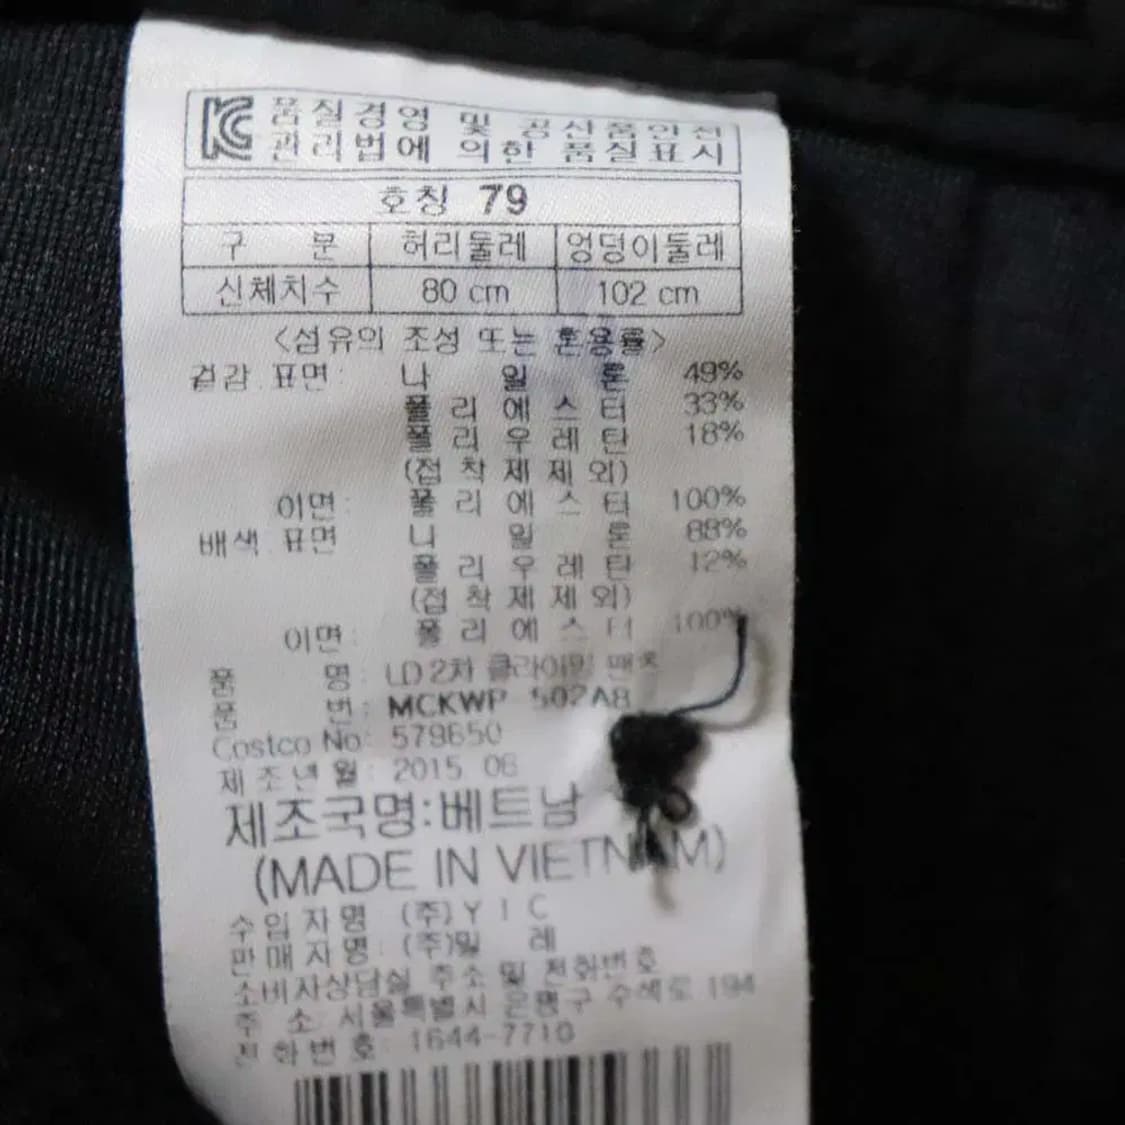 KC 품질경영 및 공산품안전
관리법에 의한 품질표시
호칭 79
구 분 허리둘레 엉덩이둘레
신체치수 80 cm 102 cm
<섬유의 조성 또는 혼용률>
겉감 표면: 나 일 론 49%
폴 리 에 스 터 33%
폴 리 우 레 탄 18%
(접 착 제 제 외)
이면: 폴 리 에 스 터 100%
배색 표면 나 일 론 88%
폴 리 우 레 탄 12%
(접 착 제 제 외)
이면: 폴 리 에 스 터 100%
품 명: LD 2차 클라이밍 팬츠
품 번: MCKWP 502A8
Costco No: 579650
제조년월: 2015. 06
제조국명:베트남
(MADE IN VIETNAM)
수입자명: (주)Y I C
판매자명: (주)밀 레
소비자상담실 주소 및 전화번호
주 소: 서울특별시 은평구 수색로 194
전화번호: 1644-7710